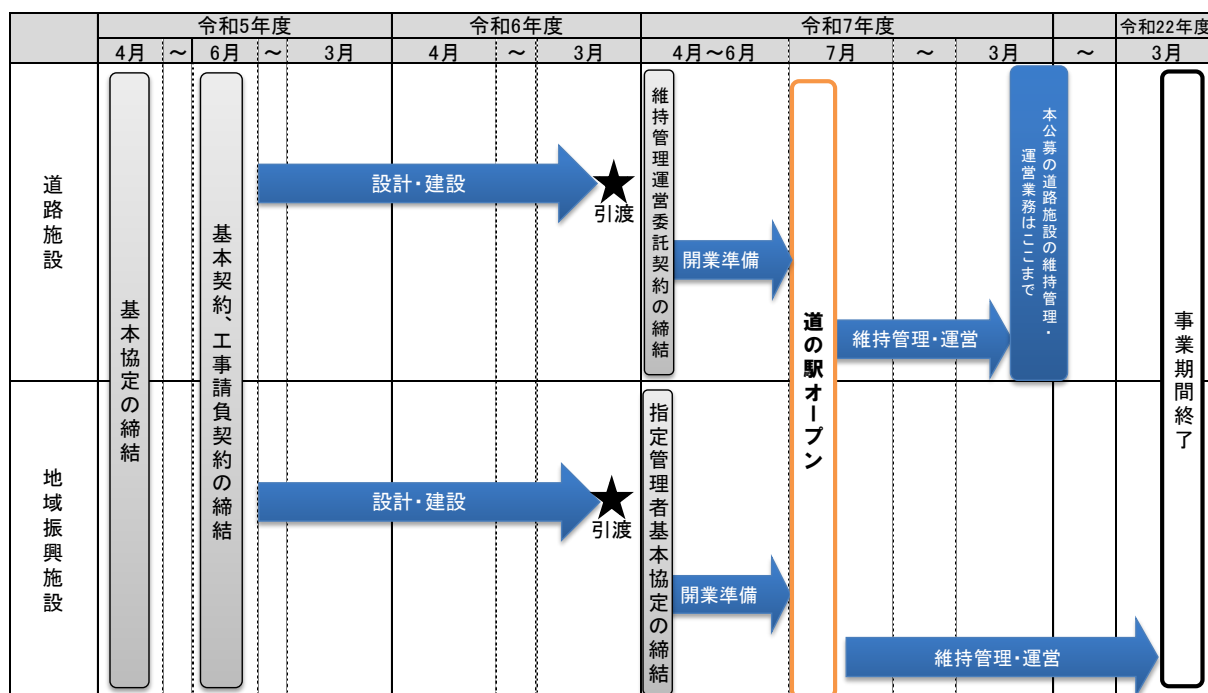 令和5年度 令和6年度 令和7年度 令和22年度
4月 ～ 6月 ～ 3月 4月 ～ 3月 4月～6月 7月 ～ 3月 ～ 3月
道路施設
地域振興施設
基本協定の締結
基本契約、工事請負契約の締結
設計・建設
引渡
維持管理運営委託契約の締結
開業準備
道の駅オープン
維持管理・運営
本公募の道路施設の維持管理・
運営業務はここまで
事業期間終了
設計・建設
引渡
指定管理者基本協定の締結
開業準備
維持管理・運営